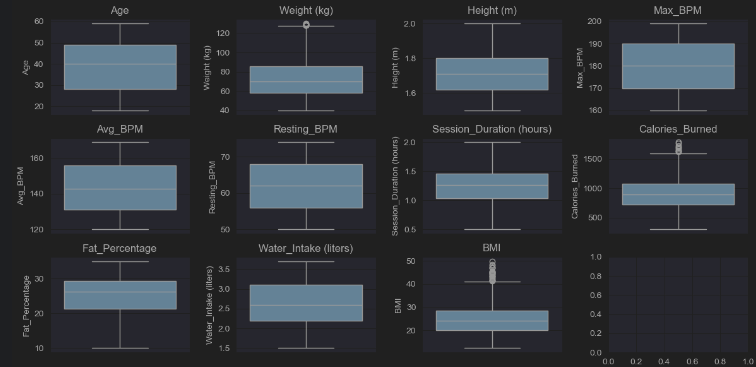 Age
Weight (kg)
Height (m)
Max_BPM
60
50
40
30
20
Age
120
100
80
60
40
Weight (kg)
2.0
1.8
1.6
Height (m)
200
190
180
170
160
Max_BPM
Avg_BPM
Resting_BPM
Session_Duration (hours)
Calories_Burned
160
140
120
Avg_BPM
70
60
50
Resting_BPM
2.0
1.5
1.0
0.5
Session_Duration (hours)
1500
1000
500
Calories_Burned
Fat_Percentage
Water_Intake (liters)
BMI
30
20
10
Fat_Percentage
3.5
3.0
2.5
2.0
1.5
Water_Intake (liters)
50
40
30
20
BMI
1.0
0.8
0.6
0.4
0.2
0.0
0.0 0.2 0.4 0.6 0.8 1.0